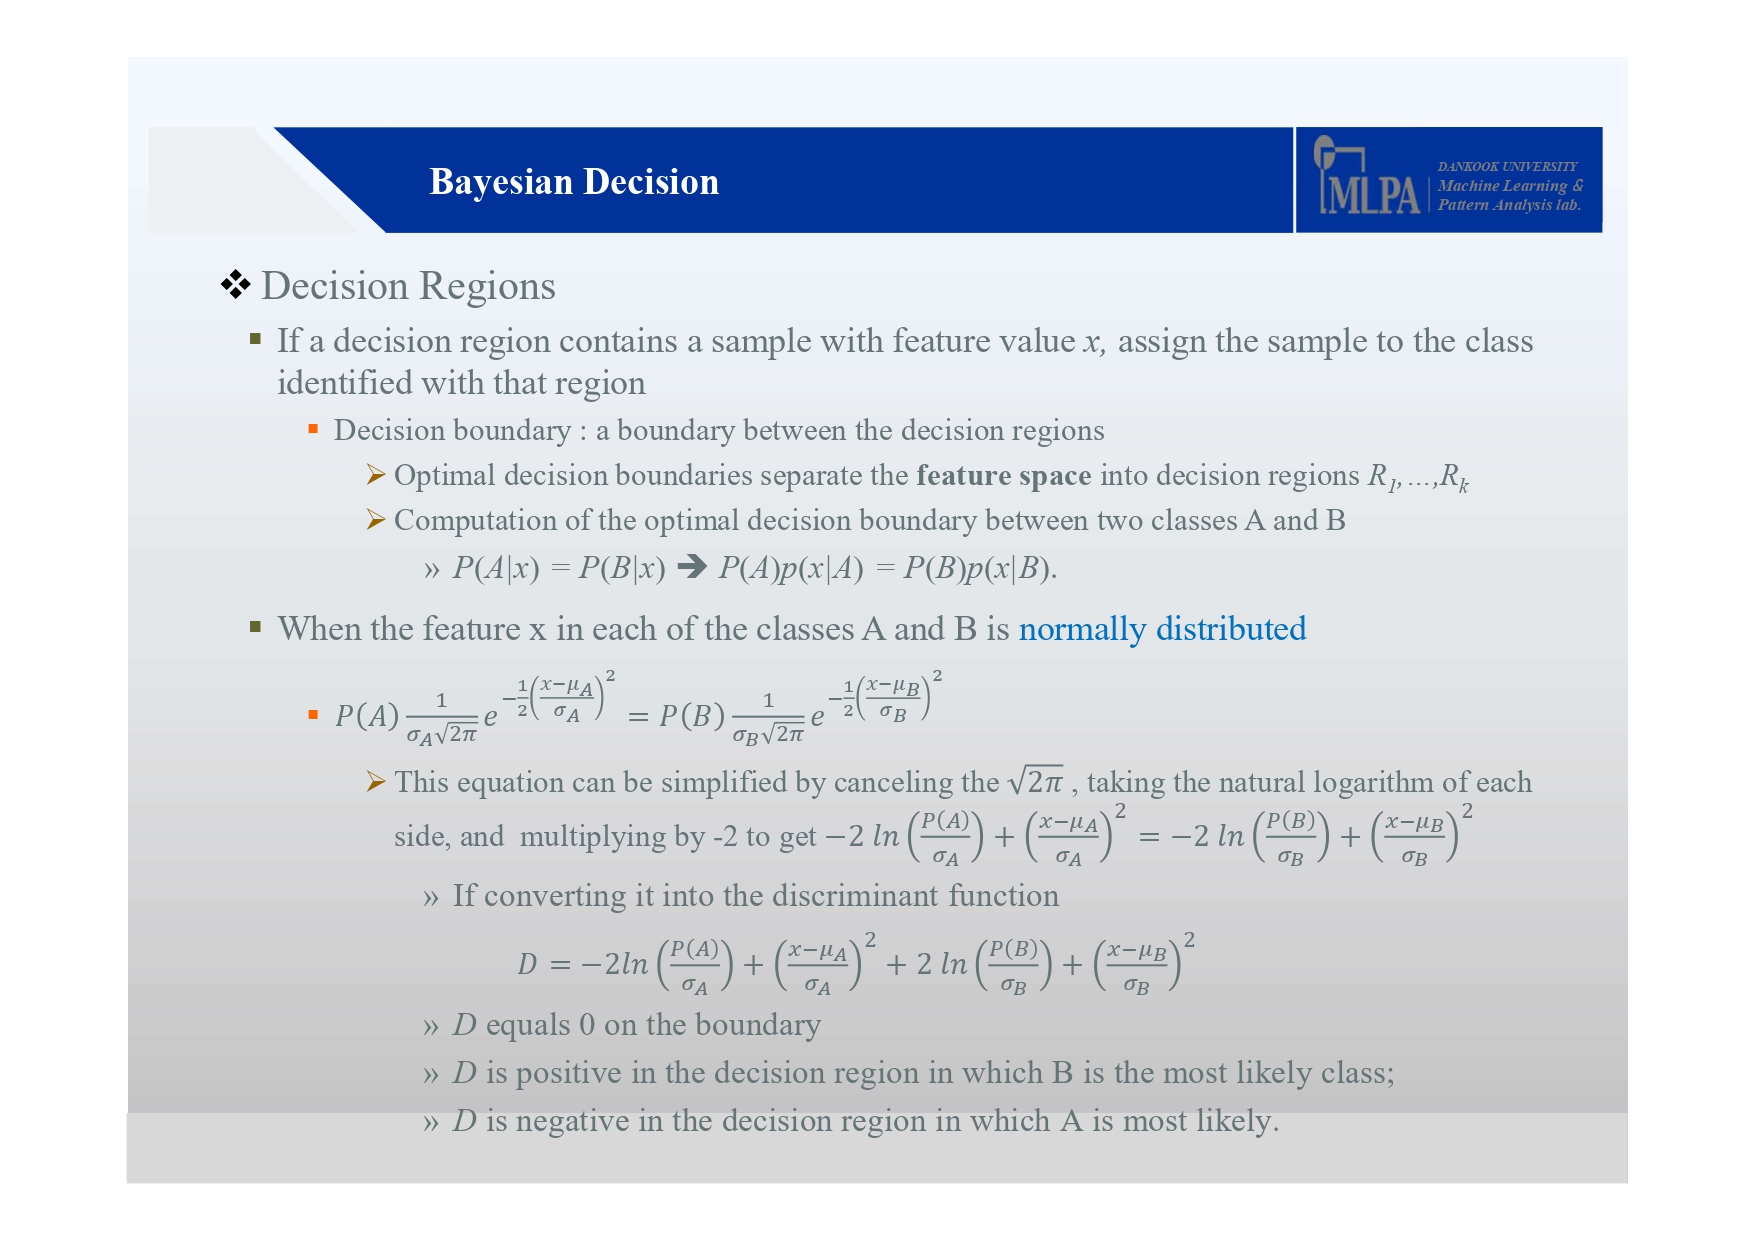 Bayesian Decision
MLPA
DANKOOK UNIVERSITY
Machine Learning &
Pattern Analysis lab.
❖ Decision Regions
▪ If a decision region contains a sample with feature value x, assign the sample to the class
identified with that region
▪ Decision boundary : a boundary between the decision regions
➢ Optimal decision boundaries separate the feature space into decision regions R₁,…,Rₖ
➢ Computation of the optimal decision boundary between two classes A and B
» P(A|x) = P(B|x) ➔ P(A)p(x|A) = P(B)p(x|B).
▪ When the feature x in each of the classes A and B is normally distributed
▪ $P(A)\frac{1}{\sigma_A\sqrt{2\pi}}e^{-\frac{1}{2}\left(\frac{x-\mu_A}{\sigma_A}\right)^2} = P(B)\frac{1}{\sigma_B\sqrt{2\pi}}e^{-\frac{1}{2}\left(\frac{x-\mu_B}{\sigma_B}\right)^2}$
➢ This equation can be simplified by canceling the $\sqrt{2\pi}$ , taking the natural logarithm of each
side, and multiplying by -2 to get $-2\ ln\left(\frac{P(A)}{\sigma_A}\right)+\left(\frac{x-\mu_A}{\sigma_A}\right)^2 = -2\ ln\left(\frac{P(B)}{\sigma_B}\right)+\left(\frac{x-\mu_B}{\sigma_B}\right)^2$
» If converting it into the discriminant function
$D = -2ln\left(\frac{P(A)}{\sigma_A}\right)+\left(\frac{x-\mu_A}{\sigma_A}\right)^2+2\ ln\left(\frac{P(B)}{\sigma_B}\right)+\left(\frac{x-\mu_B}{\sigma_B}\right)^2$
» D equals 0 on the boundary
» D is positive in the decision region in which B is the most likely class;
» D is negative in the decision region in which A is most likely.